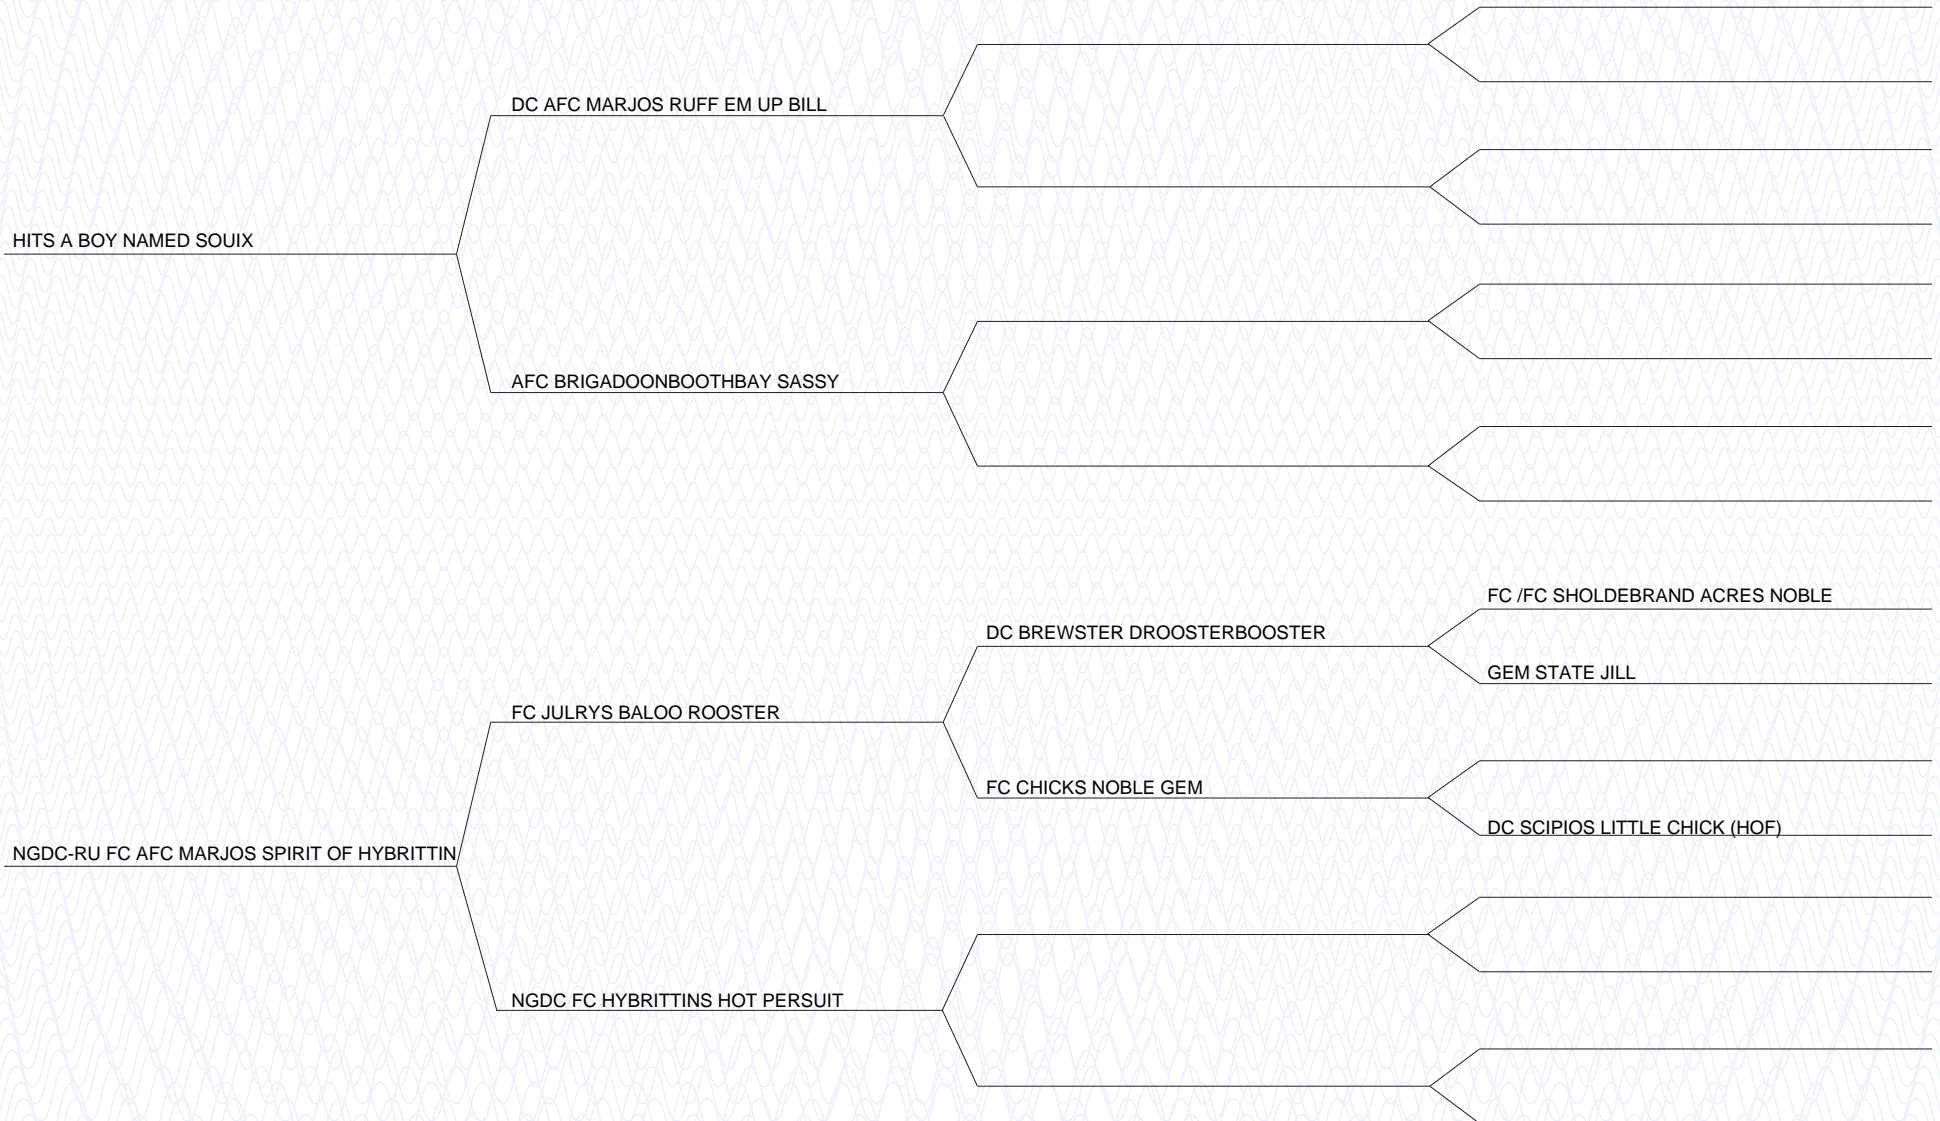 DC AFC MARJOS RUFF EM UP BILL
HITS A BOY NAMED SOUIX
AFC BRIGADOONBOOTHBAY SASSY
FC /FC SHOLDEBRAND ACRES NOBLE
DC BREWSTER DROOSTERBOOSTER
GEM STATE JILL
FC JULRYS BALOO ROOSTER
FC CHICKS NOBLE GEM
DC SCIPIOS LITTLE CHICK (HOF)
NGDC-RU FC AFC MARJOS SPIRIT OF HYBRITTIN
NGDC FC HYBRITTINS HOT PERSUIT